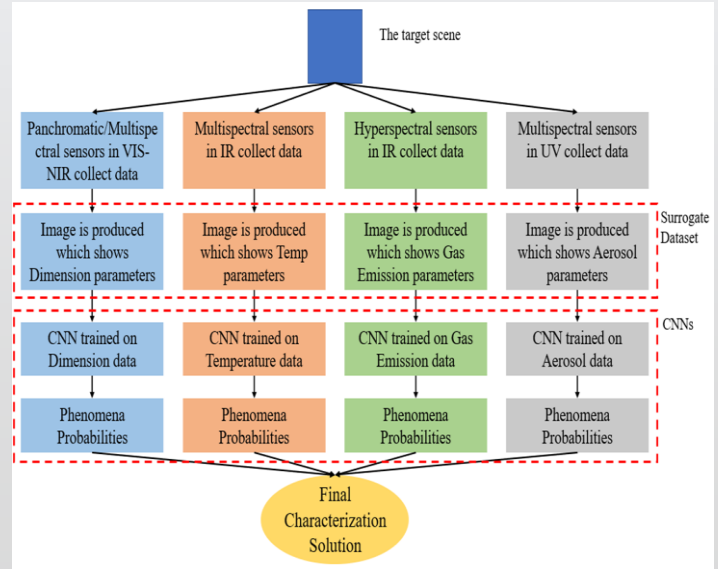 The target scene
Panchromatic/Multispe
ctral sensors in VIS-
NIR collect data
Multispectral sensors
in IR collect data
Hyperspectral sensors
in IR collect data
Multispectral sensors
in UV collect data
Image is produced
which shows
Dimension parameters
Image is produced
which shows Temp
parameters
Image is produced
which shows Gas
Emission parameters
Image is produced
which shows Aerosol
parameters
Surrogate
Dataset
CNN trained on
Dimension data
CNN trained on
Temperature data
CNN trained on Gas
Emission data
CNN trained on
Aerosol data
CNNs
Phenomena
Probabilities
Phenomena
Probabilities
Phenomena
Probabilities
Phenomena
Probabilities
Final
Characterization
Solution